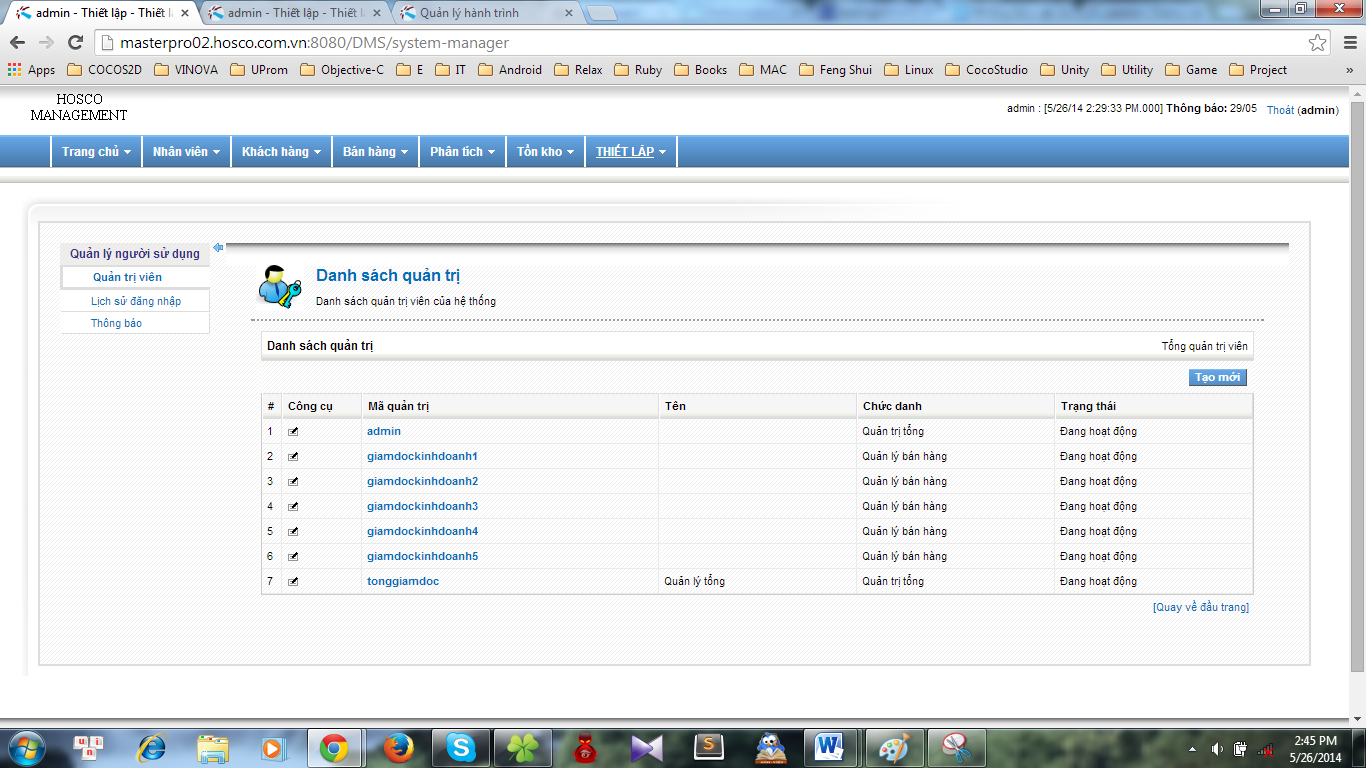 admin - Thiết lập - Thiết l
admin - Thiết lập - Thiết l
Quản lý hành trình
masterpro02.hosco.com.vn:8080/DMS/system-manager
Apps COCOS2D VINOVA UProm Objective-C E IT Android Relax Ruby Books MAC Feng Shui Linux CocoStudio Unity Utility Game Project »
HOSCO
MANAGEMENT
admin : [5/26/14 2:29:33 PM.000] Thông báo: 29/05 Thoát (admin)
Trang chủ Nhân viên Khách hàng Bán hàng Phân tích Tồn kho THIẾT LẬP
Quản lý người sử dụng
Quản trị viên
Lịch sử đăng nhập
Thông báo
Danh sách quản trị
Danh sách quản trị viên của hệ thống
Danh sách quản trị Tổng quản trị viên
Tạo mới
# Công cụ Mã quản trị Tên Chức danh Trạng thái
1 admin Quản trị tổng Đang hoạt động
2 giamdockinhdoanh1 Quản lý bán hàng Đang hoạt động
3 giamdockinhdoanh2 Quản lý bán hàng Đang hoạt động
4 giamdockinhdoanh3 Quản lý bán hàng Đang hoạt động
5 giamdockinhdoanh4 Quản lý bán hàng Đang hoạt động
6 giamdockinhdoanh5 Quản lý bán hàng Đang hoạt động
7 tonggiamdoc Quản lý tổng Quản trị tổng Đang hoạt động
[Quay về đầu trang]
u n i
S
S
W
2:45 PM
5/26/2014